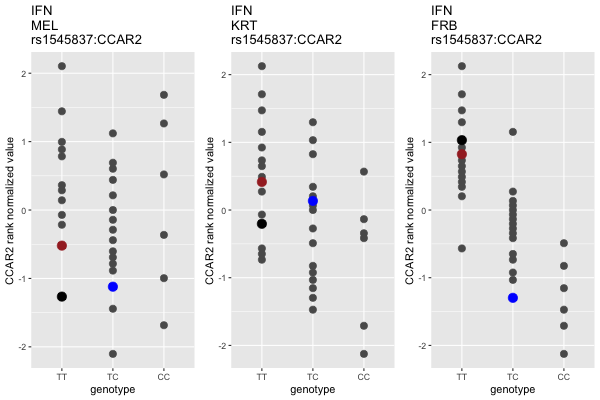 IFN
MEL
rs1545837:CCAR2
CCAR2 rank normalized value
2
1
0
-1
-2
TT
TC
CC
genotype
IFN
KRT
rs1545837:CCAR2
CCAR2 rank normalized value
2
1
0
-1
-2
TT
TC
CC
genotype
IFN
FRB
rs1545837:CCAR2
CCAR2 rank normalized value
2
1
0
-1
-2
TT
TC
CC
genotype